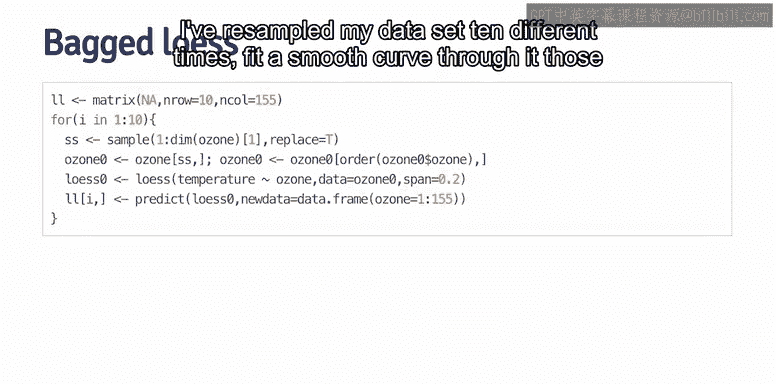 I've resampled my data set ten different
times, fit a smooth curve through it those
Bagged loess
ll <- matrix(NA,nrow=10,ncol=155)
for(i in 1:10){
  ss <- sample(1:dim(ozone)[1],replace=T)
  ozone0 <- ozone[ss,]; ozone0 <- ozone0[order(ozone0$ozone),]
  loess0 <- loess(temperature ~ ozone,data=ozone0,span=0.2)
  ll[i,] <- predict(loess0,newdata=data.frame(ozone=1:155))
}